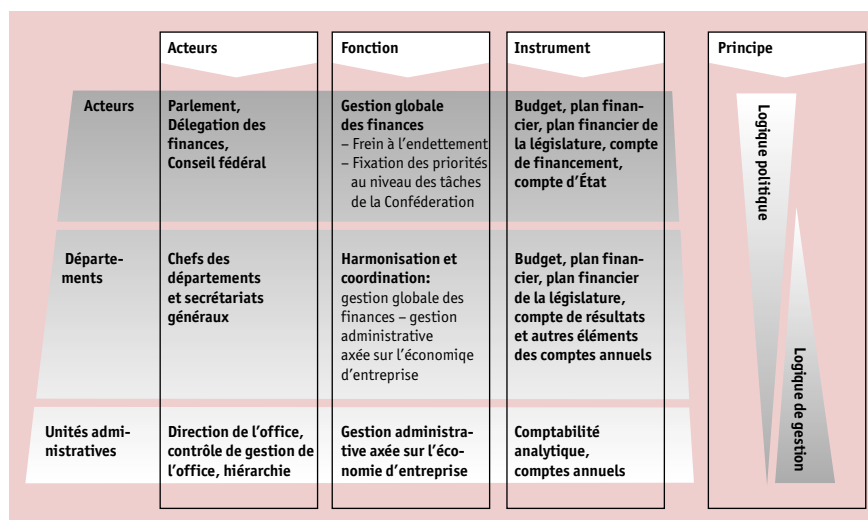 Acteurs
Fonction
Instrument
Principe
Acteurs
Parlement,
Délégation des
finances,
Conseil fédéral
Gestion globale
des finances
– Frein à l'endettement
– Fixation des priorités
au niveau des tâches
de la Conféderation
Budget, plan finan-
cier, plan financier de
la législature, compte
de financement,
compte d'État
Départe-
ments
Chefs des
départements
et secrétariats
généraux
Harmonisation et
coordination:
gestion globale des
finances – gestion
administrative
axée sur l'économiqe
d'entreprise
Budget, plan finan-
cier, plan financier
de la législature,
compte de résultats
et autres éléments
des comptes annuels
Unités admi-
nistratives
Direction de l'office,
contrôle de gestion de
l'office, hiérarchie
Gestion administra-
tive axée sur l'éco-
nomie d'entreprise
Comptabilité
analytique,
comptes annuels
Logique politique
Logique de gestion